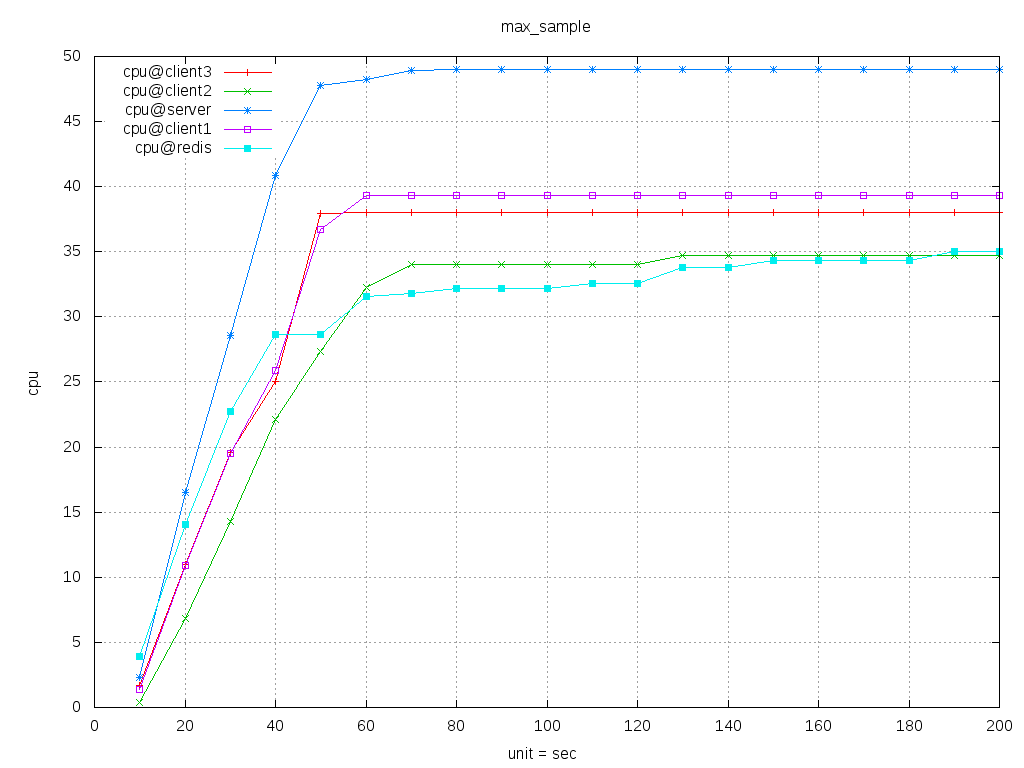 max_sample
50
45
40
35
30
25
20
15
10
5
0
cpu@client3
cpu@client2
cpu@server
cpu@client1
cpu@redis
cpu
0 20 40 60 80 100 120 140 160 180 200
unit = sec